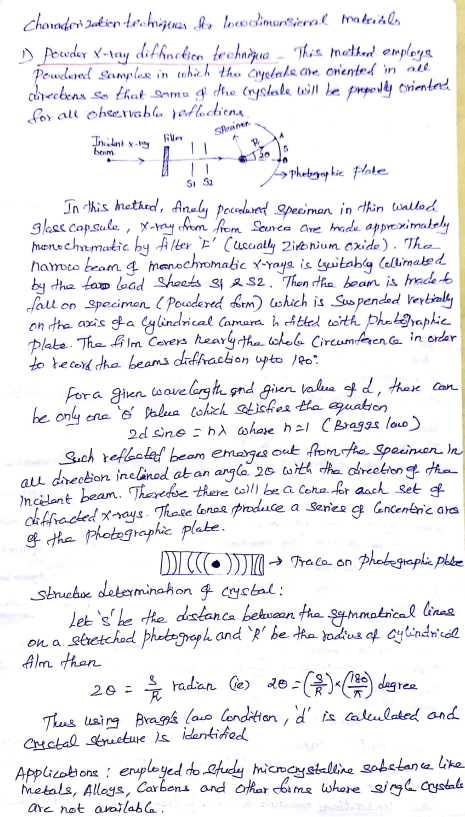 Characterization techniques for low dimensional materials
1) Powder X-ray diffraction technique - This method employs
Powdered samples in which the crystals are oriented in all
directions so that some of the crystals will be properly oriented
for all observable reflections.
Incident x-ray beam
Filter
S1 S2
Specimen
R
2θ
A
S
B
→ Photographic Plate
In this method, finely powdered specimen in thin walled
glass capsule, x-ray from from source are made approximately
monochromatic by filter 'F' (usually Zirconium oxide). The
narrow beam of monochromatic x-rays is suitably collimated
by the two lead sheets S1 & S2. Then the beam is made to
fall on specimen (powdered form) which is suspended vertically
on the axis of a cylindrical camera is fitted with photographic
plate. The film covers nearly the whole circumference in order
to record the beams diffraction upto 180°.
For a given wavelength and given value of d, there can
be only one 'θ' value which satisfies the equation
2d sinθ = nλ where n=1 (Braggs law)
Such reflected beam emerges out from the specimen in
all direction inclined at an angle 2θ with the direction of the
incident beam. Therefore there will be a cone for each set of
diffracted x-rays. These cones produce a series of concentric arcs
of the photographic plate.
→ Trace on photographic plate
Structure determination of crystal:
Let 's' be the distance between the symmetrical lines
on a stretched photograph and 'R' be the radius of cylindrical
film then
2θ = S/R radian (ie) 2θ = (S/R) × (180/π) degree
Thus using Bragg's law condition, 'd' is calculated and
Crystal structure is identified
Applications: employed to study microcrystalline substance like
Metals, Alloys, Carbons and other forms where single crystals
are not available.